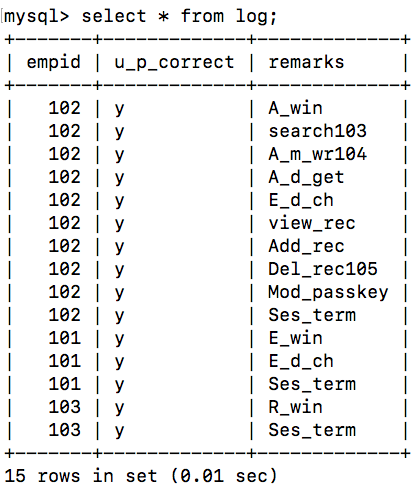 [mysql> select * from log;
+-------+-------------+-------------+
| empid | u_p_correct | remarks     |
+-------+-------------+-------------+
|   102 | y           | A_win       |
|   102 | y           | search103   |
|   102 | y           | A_m_wr104   |
|   102 | y           | A_d_get     |
|   102 | y           | E_d_ch      |
|   102 | y           | view_rec    |
|   102 | y           | Add_rec     |
|   102 | y           | Del_rec105  |
|   102 | y           | Mod_passkey |
|   102 | y           | Ses_term    |
|   101 | y           | E_win       |
|   101 | y           | E_d_ch      |
|   101 | y           | Ses_term    |
|   103 | y           | R_win       |
|   103 | y           | Ses_term    |
+-------+-------------+-------------+
15 rows in set (0.01 sec)